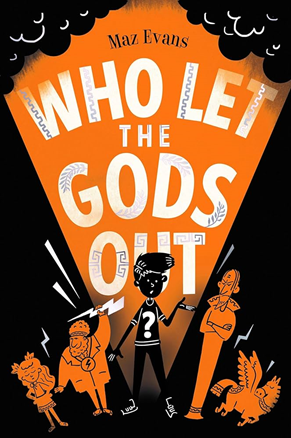 Maz Evans
WHO LET
THE
GODS
OUT
?